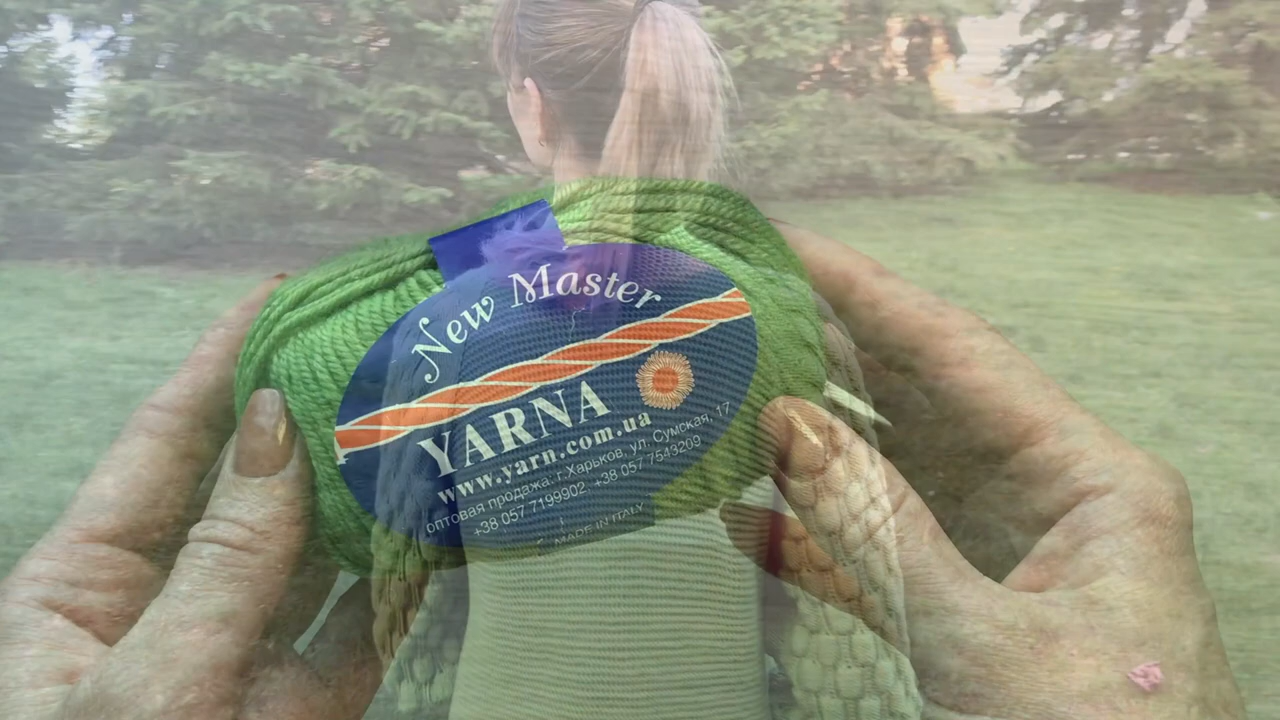 New Master
YARNA
www.yarn.com.ua
оптовая продажа: г.Харьков, ул. Сумская, 17
+38 057 7199902, +38 057 7543209
MADE IN ITALY